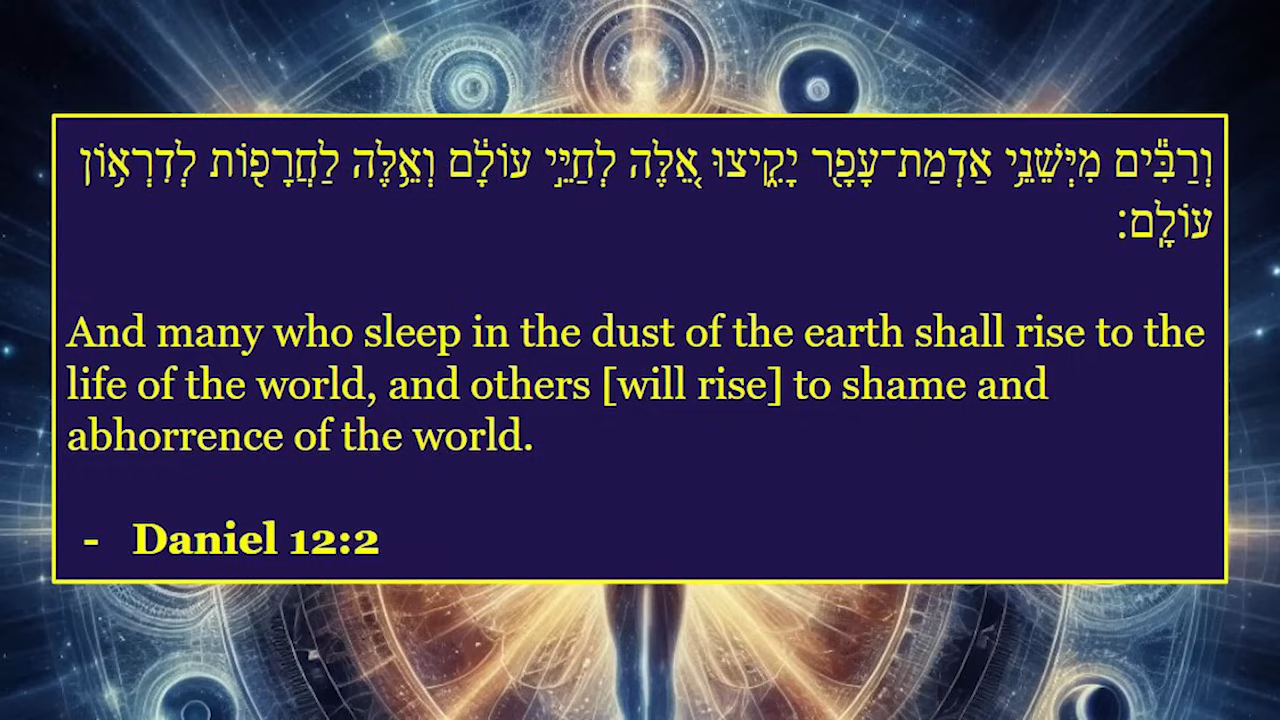 וְרַבִּ֕ים מִיְּשֵׁנֵ֥י אַדְמַת־עָפָ֖ר יָקִ֑יצוּ אֵ֚לֶּה לְחַיֵּ֣י עוֹלָ֔ם וְאֵ֥לֶּה לַחֲרָפ֖וֹת לְדִרְא֥וֹן
עוֹלָֽם׃
And many who sleep in the dust of the earth shall rise to the
life of the world, and others [will rise] to shame and
abhorrence of the world.
- Daniel 12:2